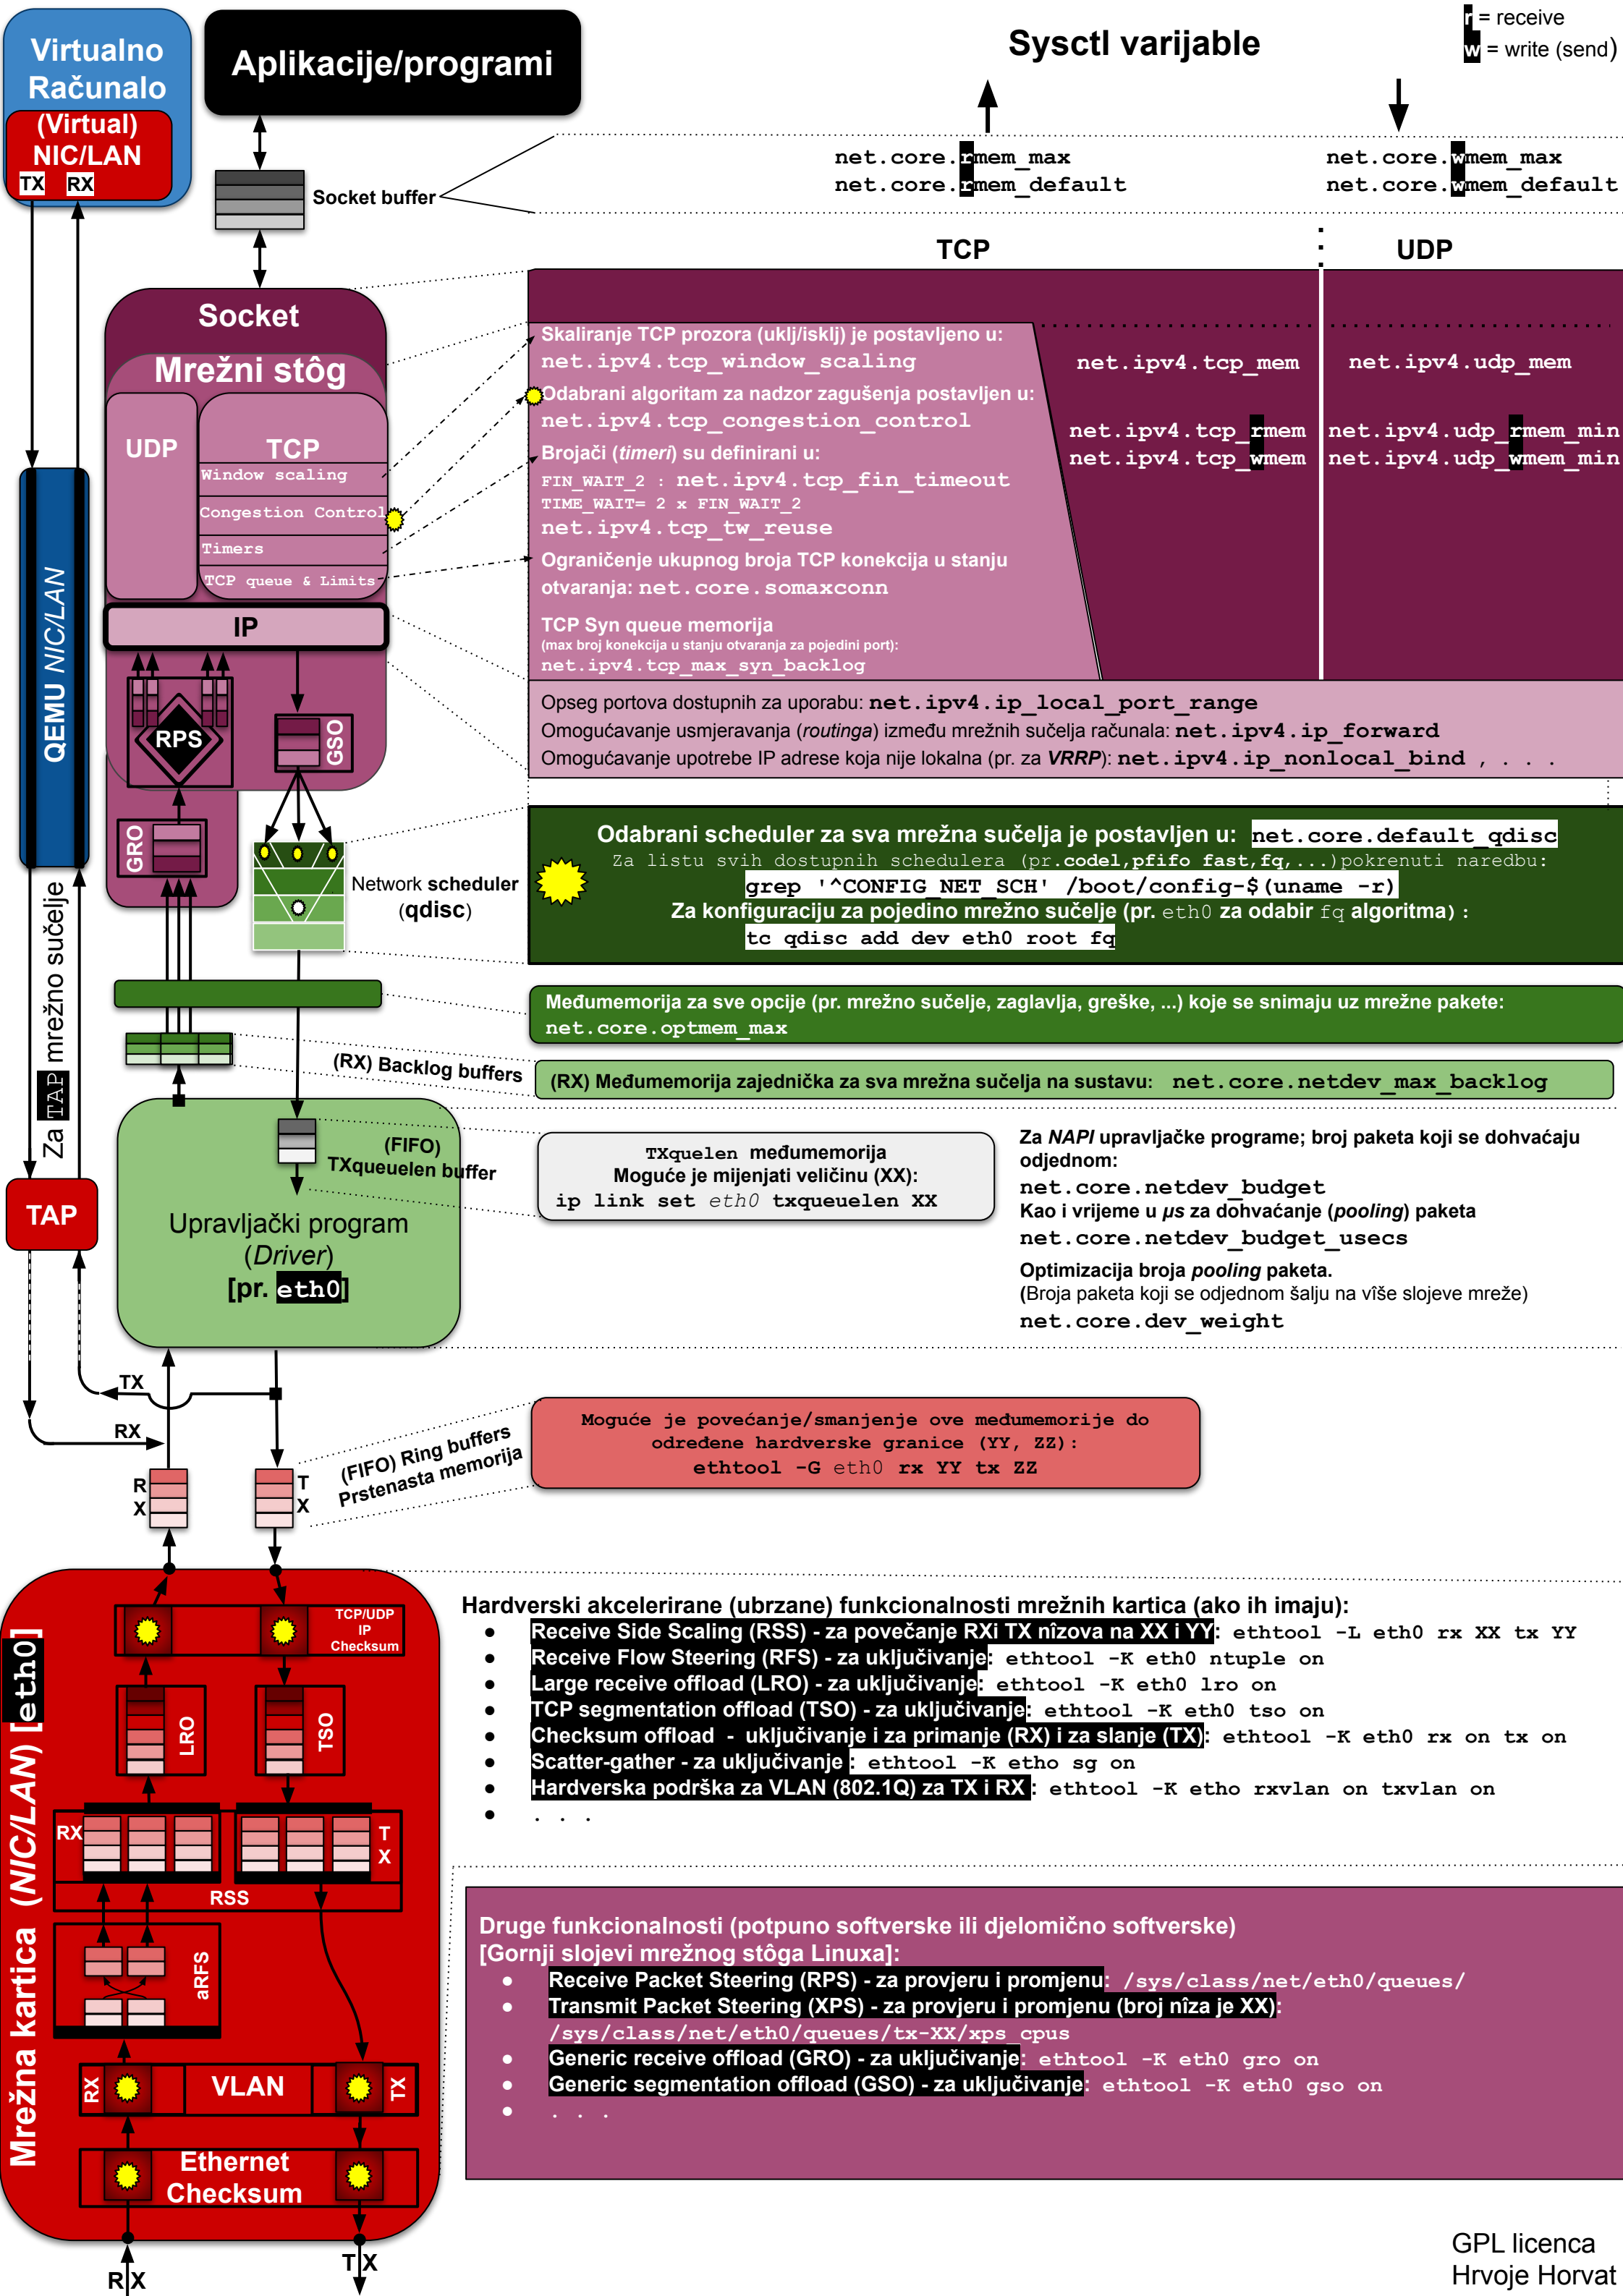 Virtualno
Računalo
(Virtual)
NIC/LAN
TX RX
Aplikacije/programi
Sysctl varijable
r = receive
w = write (send)
Socket buffer
net.core.rmem_max
net.core.rmem_default
net.core.wmem_max
net.core.wmem_default
TCP
UDP
Socket
Mrežni stôg
UDP
TCP
Window scaling
Congestion Control
Timers
TCP queue & Limits
IP
RPS
GSO
GRO
Skaliranje TCP prozora (uklj/isklj) je postavljeno u:
net.ipv4.tcp_window_scaling
Odabrani algoritam za nadzor zagušenja postavljen u:
net.ipv4.tcp_congestion_control
Brojači (timeri) su definirani u:
FIN_WAIT_2 : net.ipv4.tcp_fin_timeout
TIME_WAIT= 2 x FIN_WAIT_2
net.ipv4.tcp_tw_reuse
Ograničenje ukupnog broja TCP konekcija u stanju
otvaranja: net.core.somaxconn
TCP Syn queue memorija
(max broj konekcija u stanju otvaranja za pojedini port):
net.ipv4.tcp_max_syn_backlog
net.ipv4.tcp_mem
net.ipv4.tcp_rmem
net.ipv4.tcp_wmem
net.ipv4.udp_mem
net.ipv4.udp_rmem_min
net.ipv4.udp_wmem_min
Opseg portova dostupnih za uporabu: net.ipv4.ip_local_port_range
Omogućavanje usmjeravanja (routinga) između mrežnih sučelja računala: net.ipv4.ip_forward
Omogućavanje upotrebe IP adrese koja nije lokalna (pr. za VRRP): net.ipv4.ip_nonlocal_bind , . . .
QEMU NIC/LAN
Za TAP mrežno sučelje
TAP
Network scheduler
(qdisc)
Odabrani scheduler za sva mrežna sučelja je postavljen u: net.core.default_qdisc
Za listu svih dostupnih schedulera (pr.codel,pfifo fast,fq,...)pokrenuti naredbu:
grep '^CONFIG_NET_SCH' /boot/config-$(uname -r)
Za konfiguraciju za pojedino mrežno sučelje (pr. eth0 za odabir fq algoritma):
tc qdisc add dev eth0 root fq
Međumemorija za sve opcije (pr. mrežno sučelje, zaglavlja, greške, ...) koje se snimaju uz mrežne pakete:
net.core.optmem_max
(RX) Backlog buffers
(RX) Međumemorija zajednička za sva mrežna sučelja na sustavu: net.core.netdev_max_backlog
(FIFO)
TXqueuelen buffer
Upravljački program
(Driver)
[pr. eth0]
TXquelen međumemorija
Moguće je mijenjati veličinu (XX):
ip link set eth0 txqueuelen XX
Za NAPI upravljačke programe; broj paketa koji se dohvaćaju
odjednom:
net.core.netdev_budget
Kao i vrijeme u µs za dohvaćanje (pooling) paketa
net.core.netdev_budget_usecs
Optimizacija broja pooling paketa.
(Broja paketa koji se odjednom šalju na vîše slojeve mreže)
net.core.dev_weight
TX
RX
R
X
T
X
(FIFO) Ring buffers
Prstenasta memorija
Moguće je povećanje/smanjenje ove međumemorije do
određene hardverske granice (YY, ZZ):
ethtool -G eth0 rx YY tx ZZ
Mrežna kartica (NIC/LAN) [eth0]
TCP/UDP
IP
Checksum
LRO
TSO
RX
T
X
RSS
aRFS
RX
VLAN
TX
Ethernet
Checksum
RX
TX
Hardverski akcelerirane (ubrzane) funkcionalnosti mrežnih kartica (ako ih imaju):
● Receive Side Scaling (RSS) - za povečanje RXi TX nîzova na XX i YY: ethtool -L eth0 rx XX tx YY
● Receive Flow Steering (RFS) - za uključivanje: ethtool -K eth0 ntuple on
● Large receive offload (LRO) - za uključivanje: ethtool -K eth0 lro on
● TCP segmentation offload (TSO) - za uključivanje: ethtool -K eth0 tso on
● Checksum offload - uključivanje i za primanje (RX) i za slanje (TX): ethtool -K eth0 rx on tx on
● Scatter-gather - za uključivanje : ethtool -K etho sg on
● Hardverska podrška za VLAN (802.1Q) za TX i RX : ethtool -K etho rxvlan on txvlan on
● . . .
Druge funkcionalnosti (potpuno softverske ili djelomično softverske)
[Gornji slojevi mrežnog stôga Linuxa]:
● Receive Packet Steering (RPS) - za provjeru i promjenu: /sys/class/net/eth0/queues/
● Transmit Packet Steering (XPS) - za provjeru i promjenu (broj nîza je XX):
/sys/class/net/eth0/queues/tx-XX/xps_cpus
● Generic receive offload (GRO) - za uključivanje: ethtool -K eth0 gro on
● Generic segmentation offload (GSO) - za uključivanje: ethtool -K eth0 gso on
● . . .
GPL licenca
Hrvoje Horvat